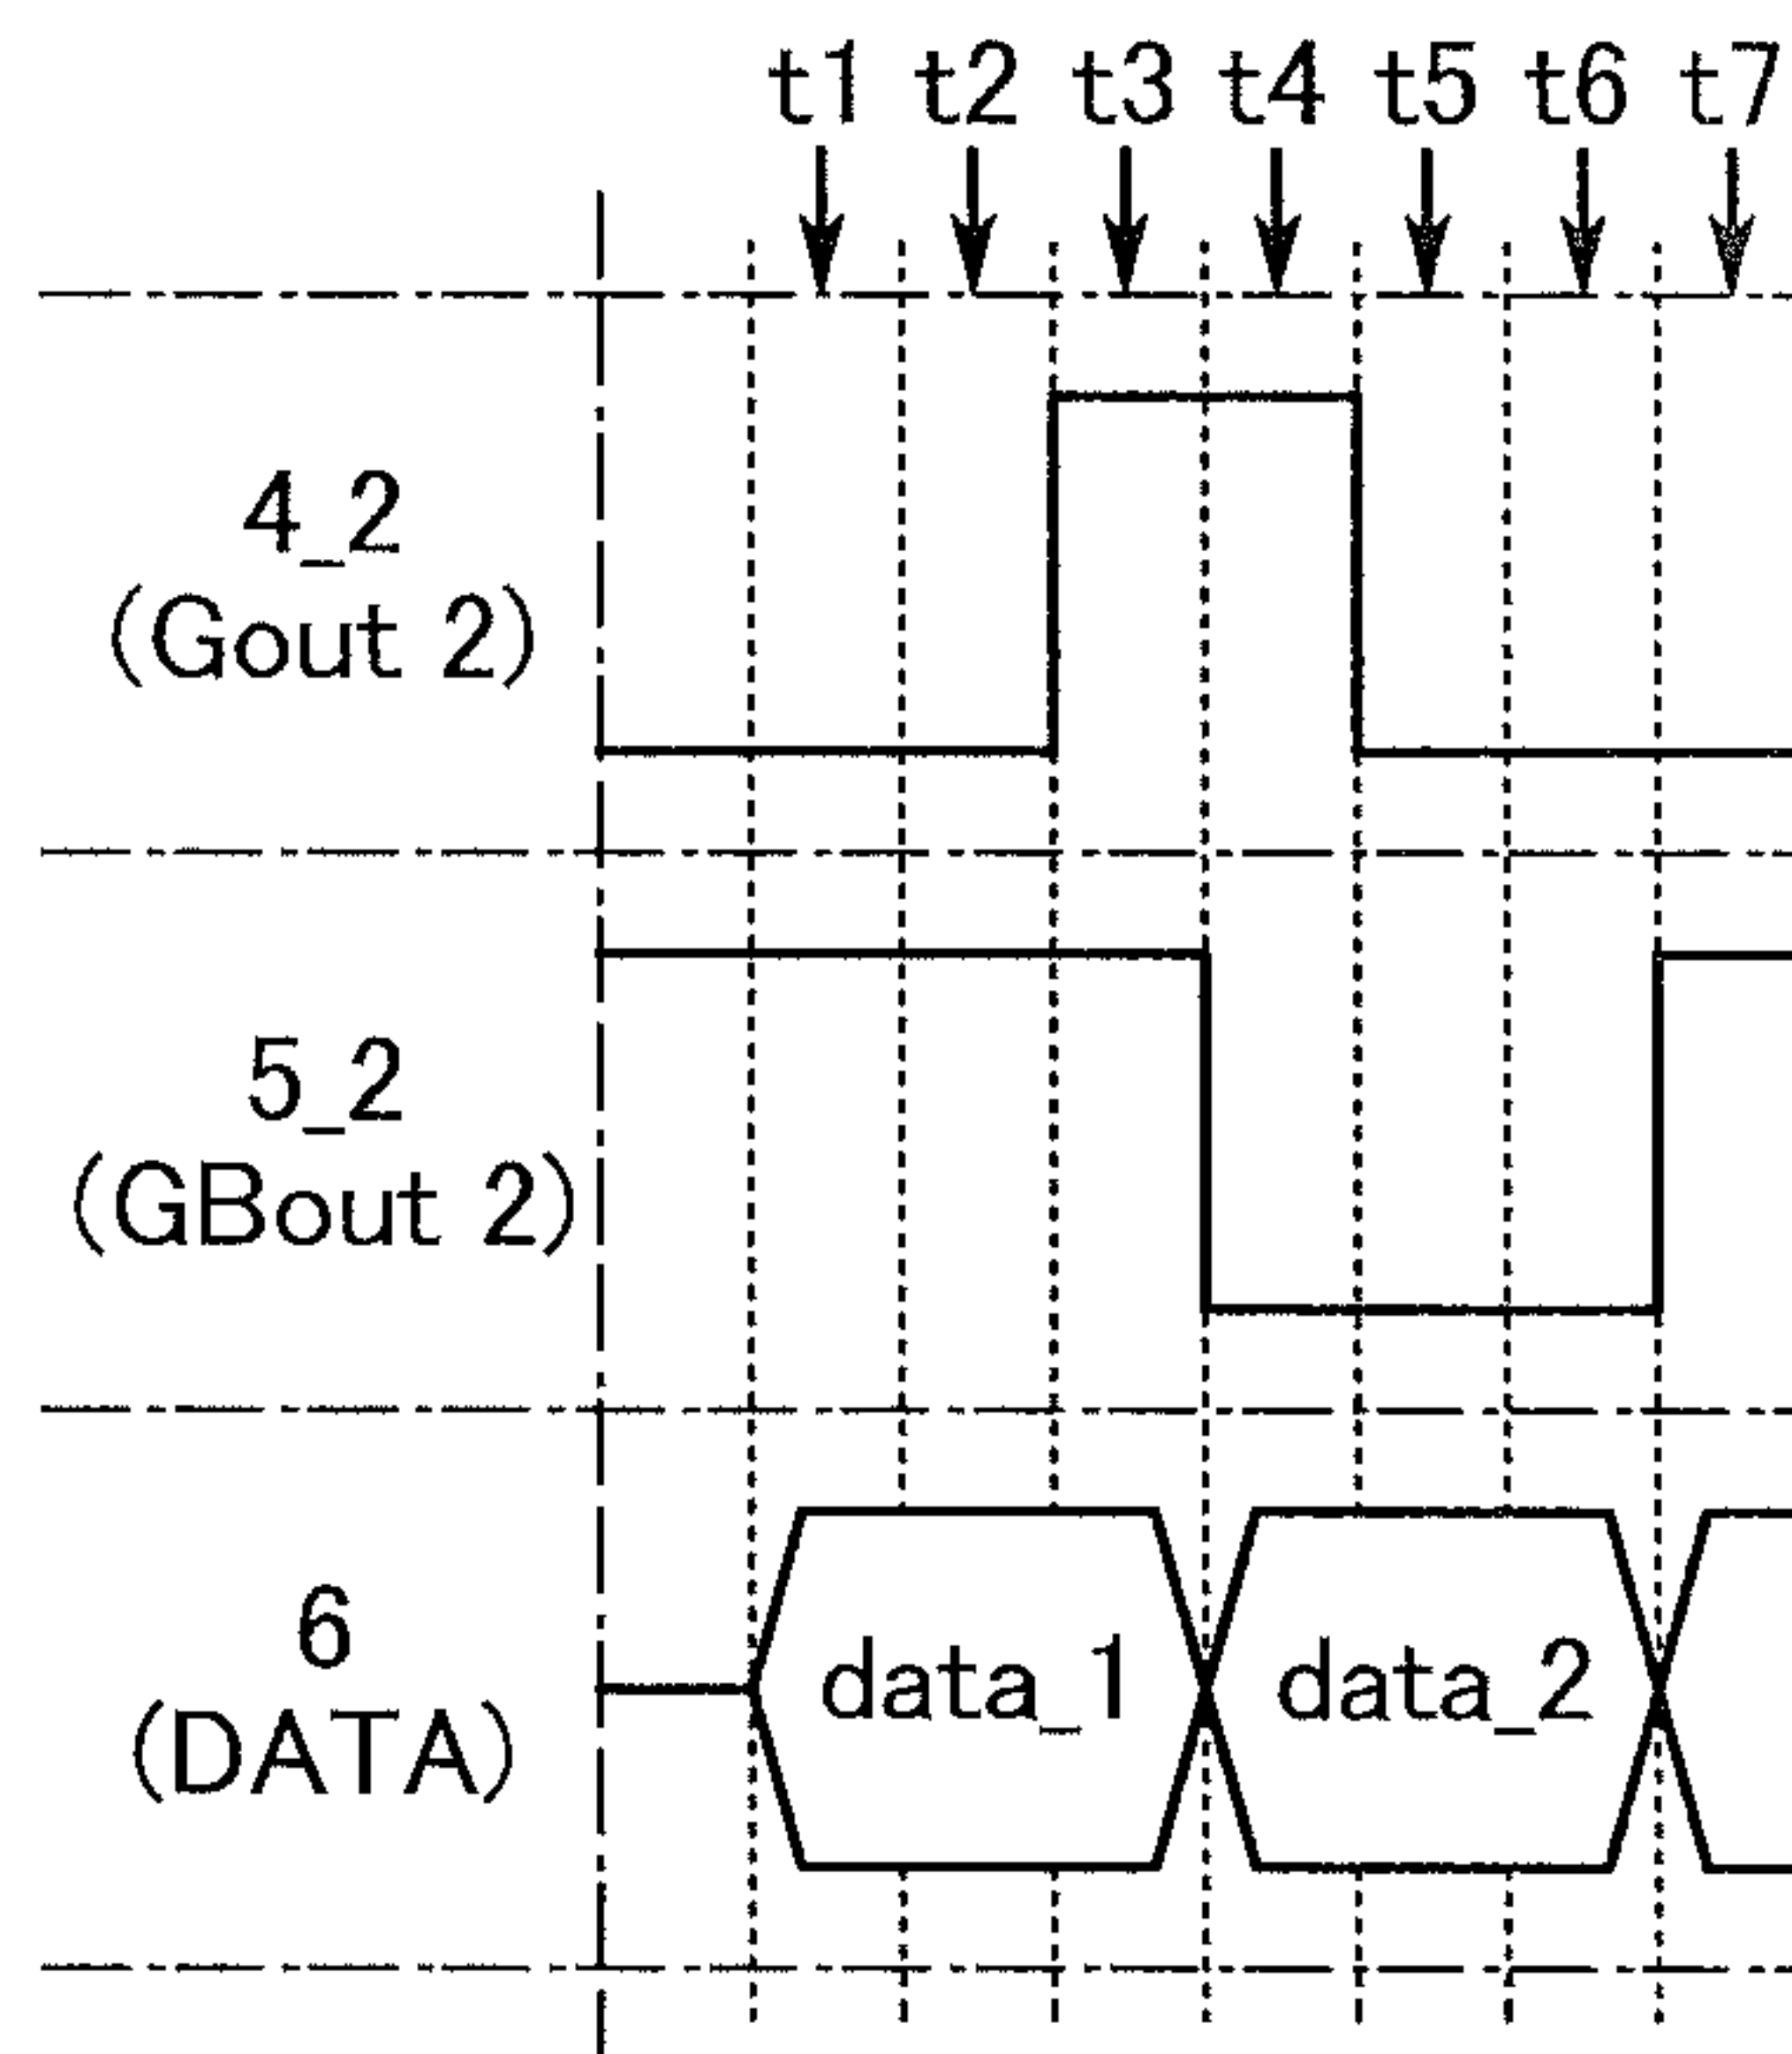 t1 t2 t3 t4 t5 t6 t7
4_2
(Gout 2)
5_2
(GBout 2)
6
(DATA)
data_1 data_2